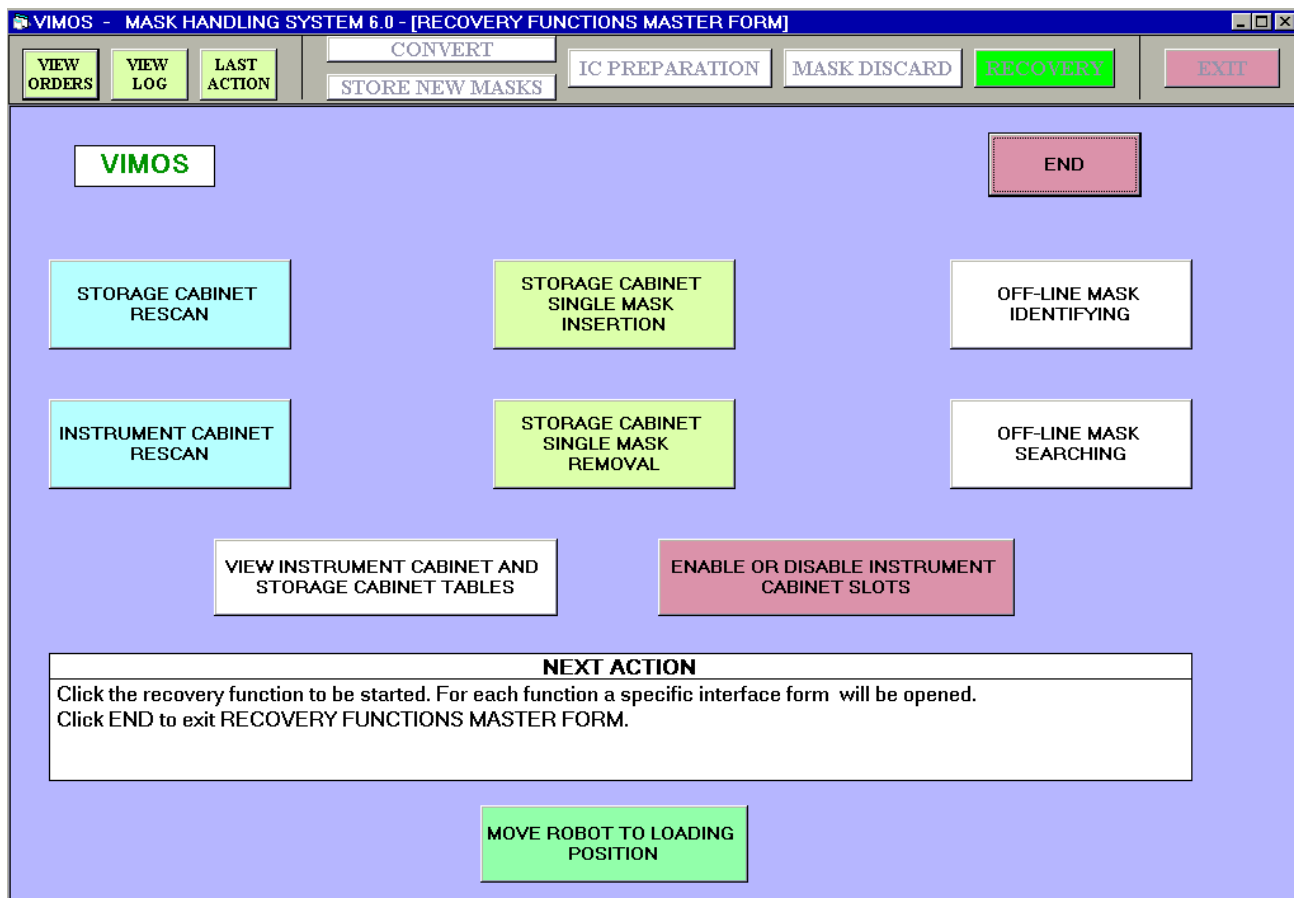 VIMOS - MASK HANDLING SYSTEM 6.0 - [RECOVERY FUNCTIONS MASTER FORM]
VIEW
ORDERS
VIEW
LOG
LAST
ACTION
CONVERT
STORE NEW MASKS
IC PREPARATION
MASK DISCARD
RECOVERY
EXIT
VIMOS
END
STORAGE CABINET
RESCAN
STORAGE CABINET
SINGLE MASK
INSERTION
OFF-LINE MASK
IDENTIFYING
INSTRUMENT CABINET
RESCAN
STORAGE CABINET
SINGLE MASK
REMOVAL
OFF-LINE MASK
SEARCHING
VIEW INSTRUMENT CABINET AND
STORAGE CABINET TABLES
ENABLE OR DISABLE INSTRUMENT
CABINET SLOTS
NEXT ACTION
Click the recovery function to be started. For each function a specific interface form will be opened.
Click END to exit RECOVERY FUNCTIONS MASTER FORM.
MOVE ROBOT TO LOADING
POSITION